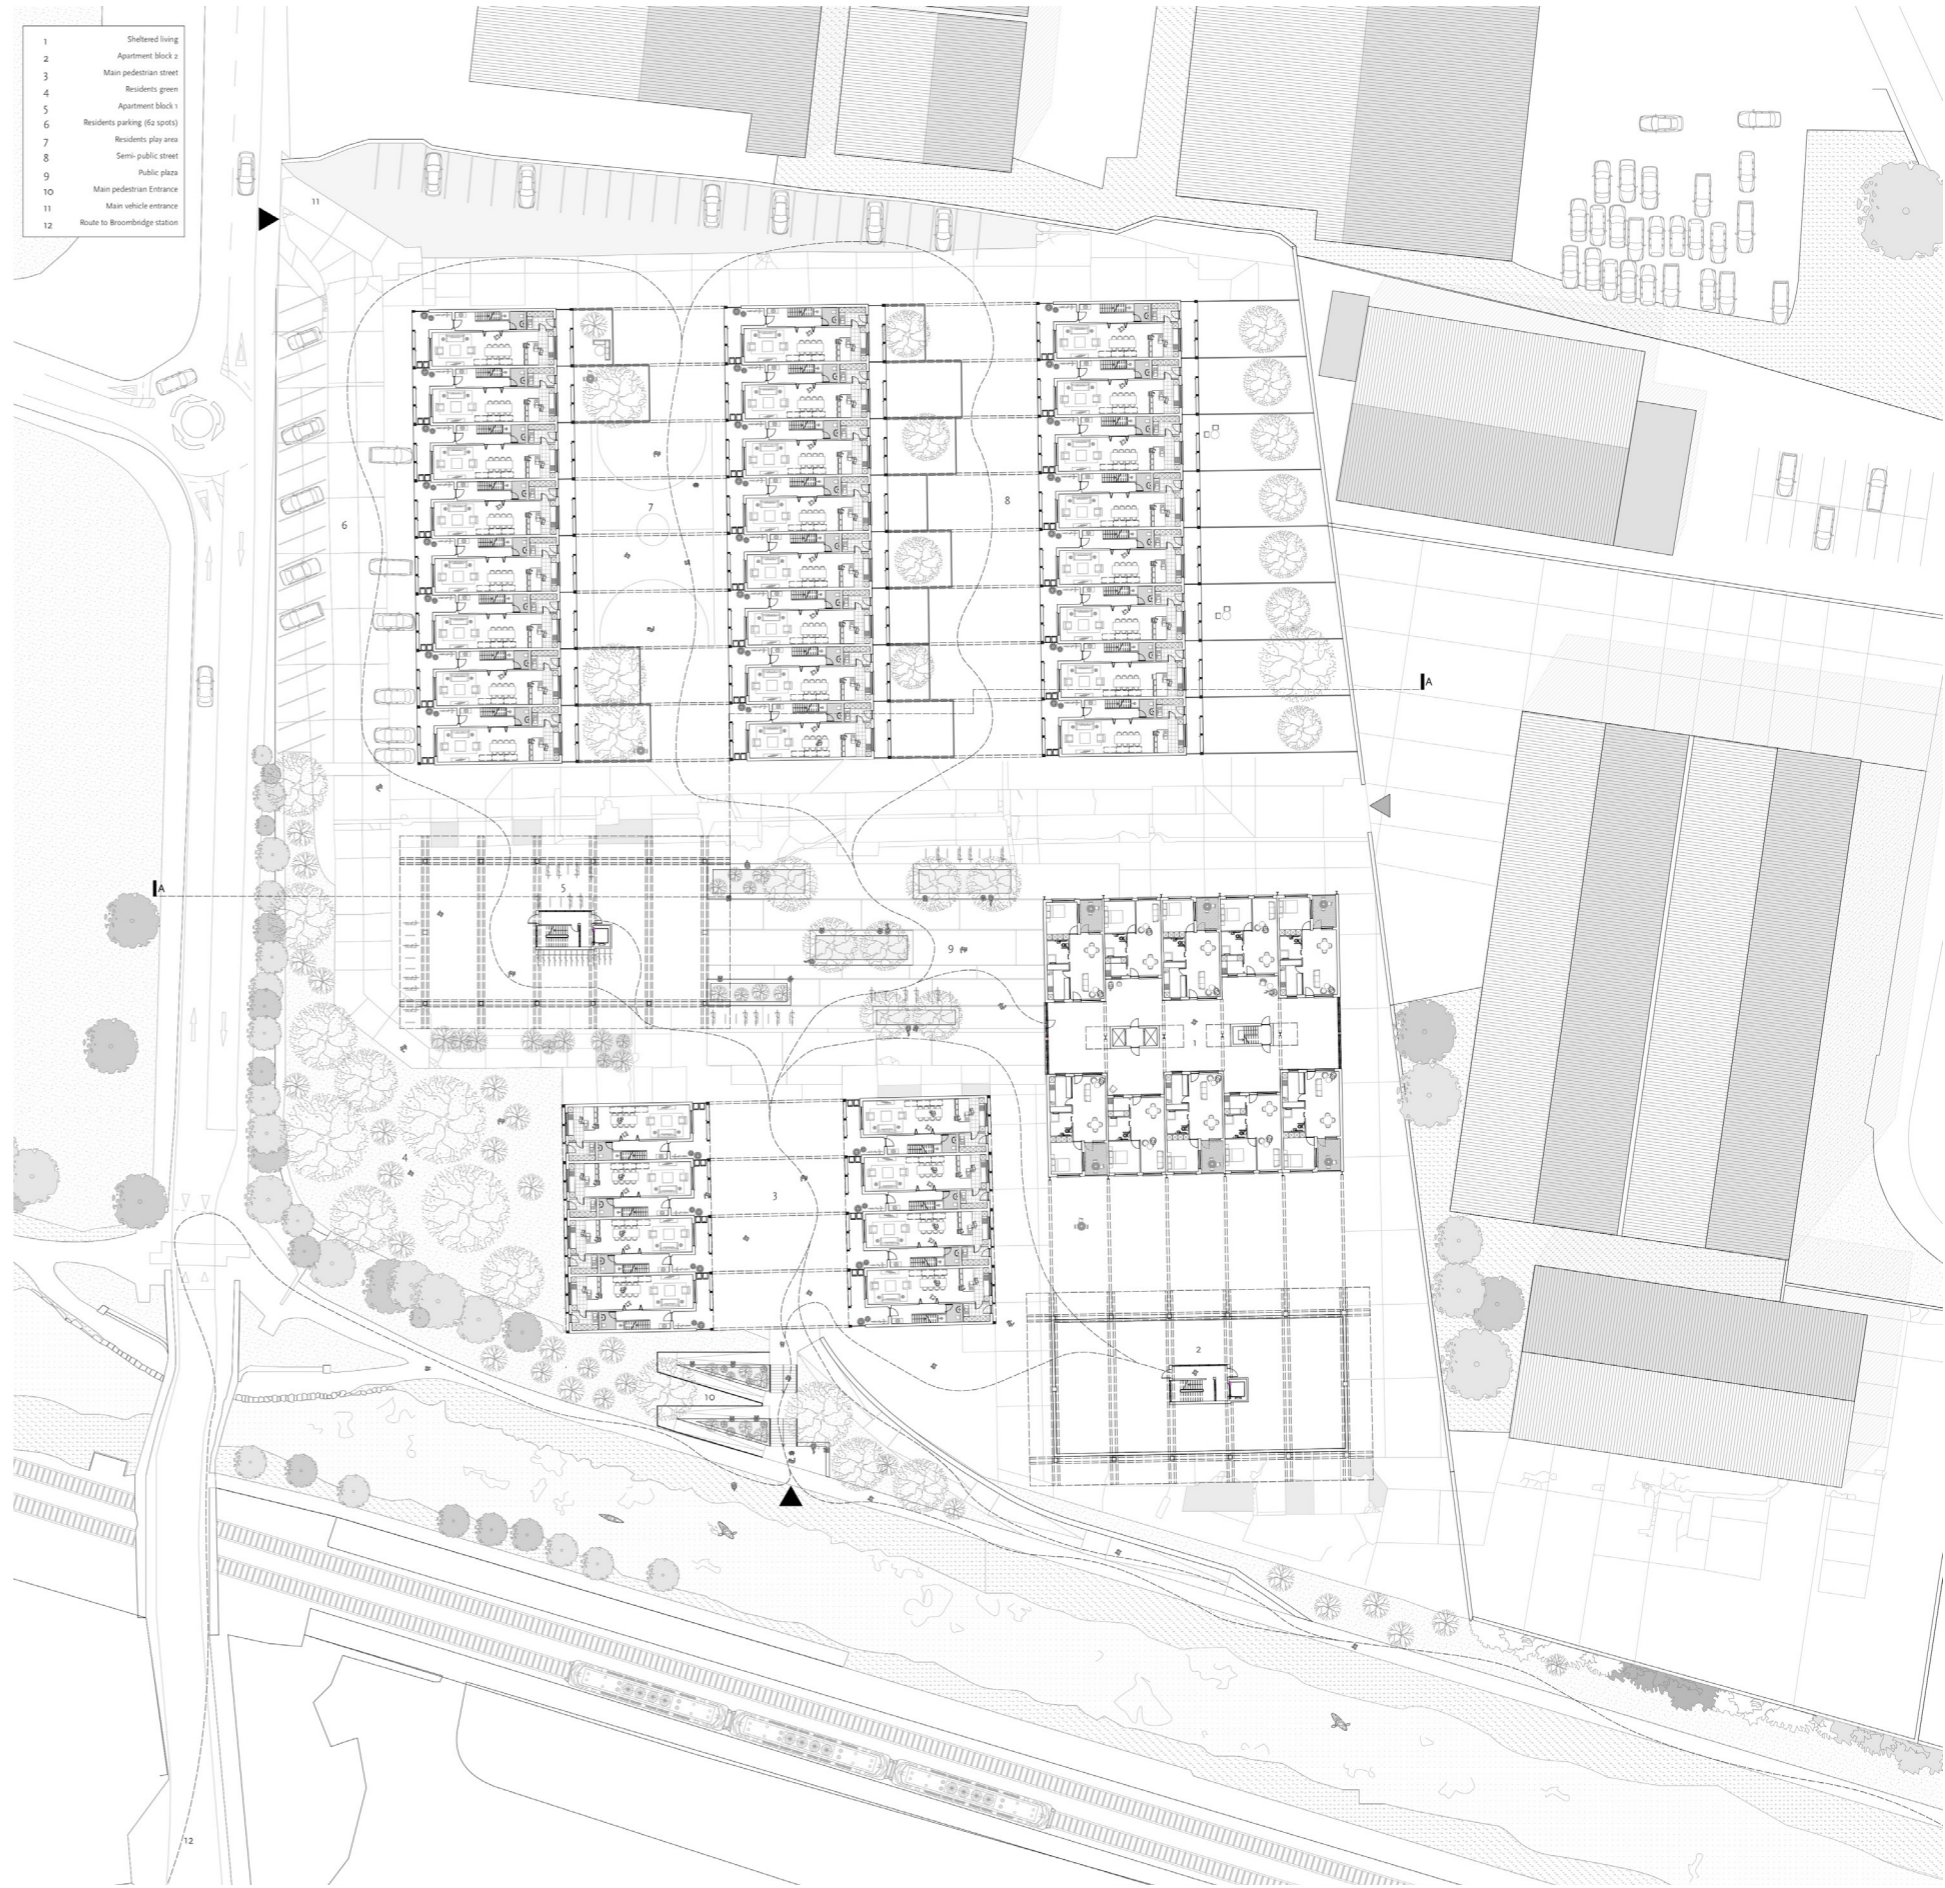 1 Sheltered living
2 Apartment block 2
3 Main pedestrian street
4 Residents green
5 Apartment block 1
6 Residents parking (62 spots)
7 Residents play area
8 Semi- public street
9 Public plaza
10 Main pedestrian Entrance
11 Main vehicle entrance
12 Route to Broombridge station
11
6
7
8
A
A
5
9
1
4
3
2
10
12